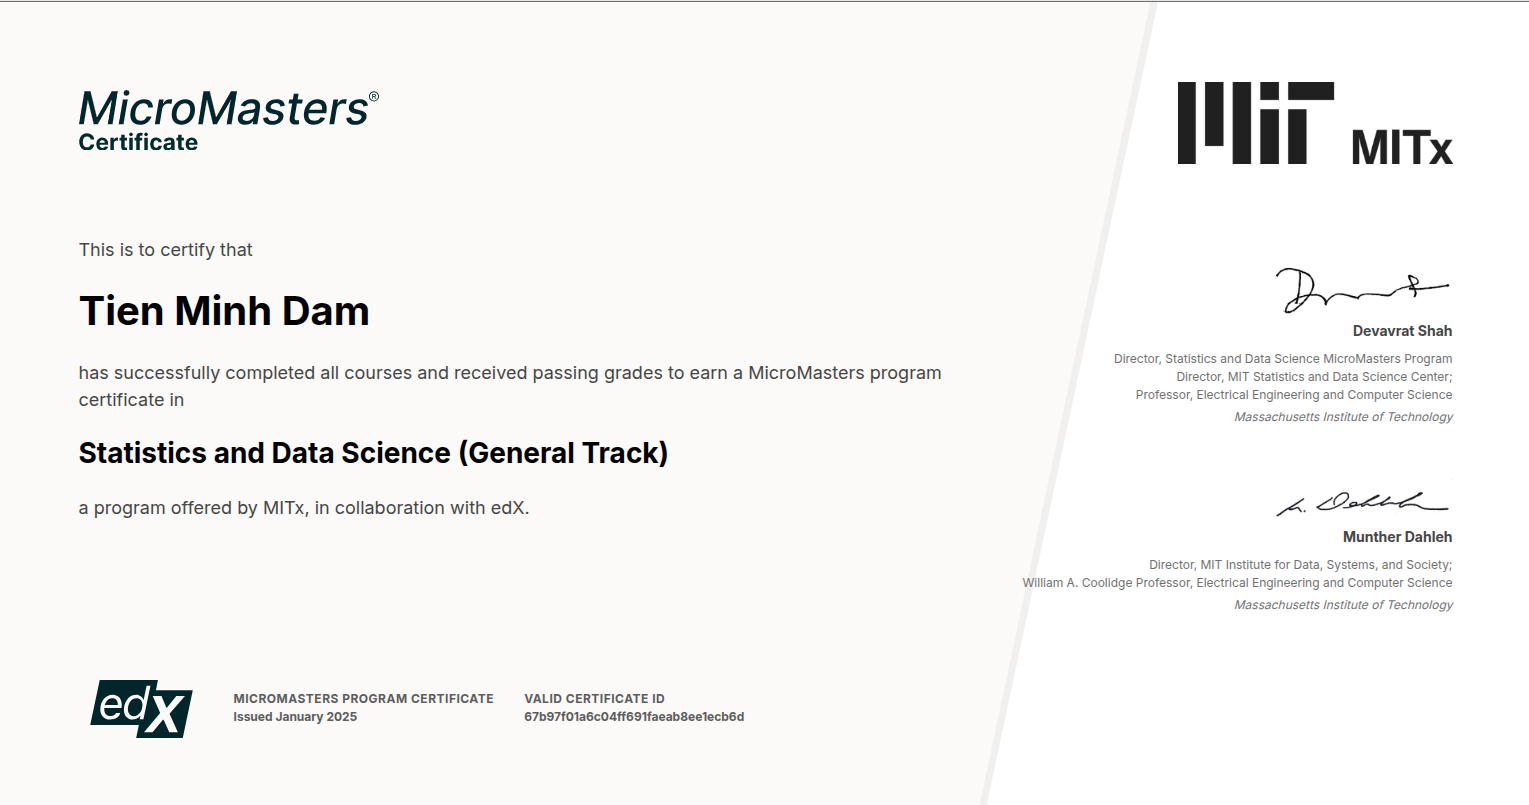 MicroMasters®
Certificate
MIT MITx
This is to certify that
Tien Minh Dam
has successfully completed all courses and received passing grades to earn a MicroMasters program
certificate in
Statistics and Data Science (General Track)
a program offered by MITx, in collaboration with edX.
Devavrat Shah
Director, Statistics and Data Science MicroMasters Program
Director, MIT Statistics and Data Science Center;
Professor, Electrical Engineering and Computer Science
Massachusetts Institute of Technology
Munther Dahleh
Director, MIT Institute for Data, Systems, and Society;
William A. Coolidge Professor, Electrical Engineering and Computer Science
Massachusetts Institute of Technology
edX
MICROMASTERS PROGRAM CERTIFICATE
Issued January 2025
VALID CERTIFICATE ID
67b97f01a6c04ff691faeab8ee1ecb6d